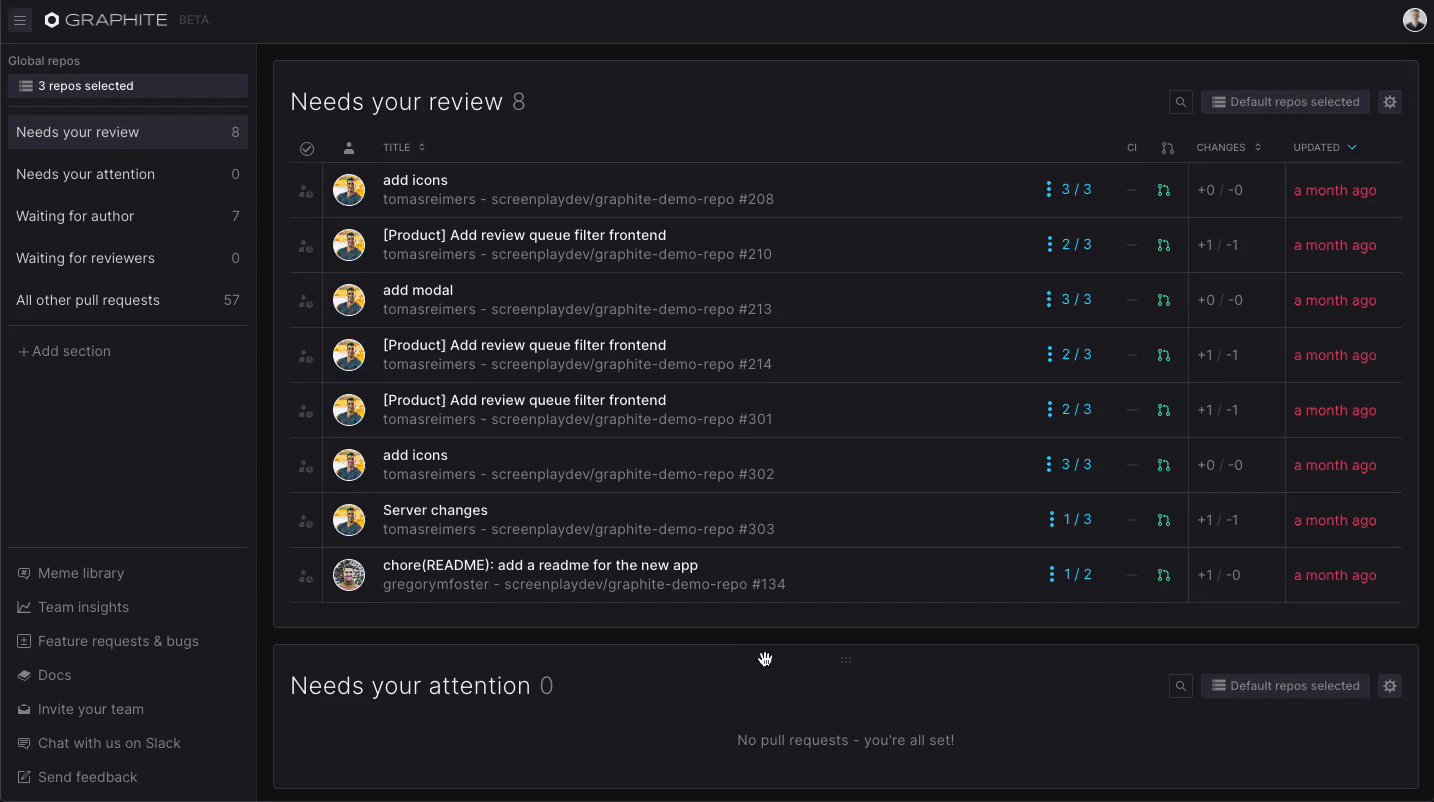 GRAPHITE BETA
Global repos
3 repos selected
Needs your review 8
Needs your attention 0
Waiting for author 7
Waiting for reviewers 0
All other pull requests 57
+ Add section
Meme library
Team insights
Feature requests & bugs
Docs
Invite your team
Chat with us on Slack
Send feedback
Needs your review 8
Default repos selected
TITLE CI CHANGES UPDATED
add icons
tomasreimers - screenplaydev/graphite-demo-repo #208
3 / 3 — +0 / -0 a month ago
[Product] Add review queue filter frontend
tomasreimers - screenplaydev/graphite-demo-repo #210
2 / 3 — +1 / -1 a month ago
add modal
tomasreimers - screenplaydev/graphite-demo-repo #213
3 / 3 — +0 / -0 a month ago
[Product] Add review queue filter frontend
tomasreimers - screenplaydev/graphite-demo-repo #214
2 / 3 — +1 / -1 a month ago
[Product] Add review queue filter frontend
tomasreimers - screenplaydev/graphite-demo-repo #301
2 / 3 — +1 / -1 a month ago
add icons
tomasreimers - screenplaydev/graphite-demo-repo #302
3 / 3 — +0 / -0 a month ago
Server changes
tomasreimers - screenplaydev/graphite-demo-repo #303
1 / 3 — +1 / -1 a month ago
chore(README): add a readme for the new app
gregorymfoster - screenplaydev/graphite-demo-repo #134
1 / 2 — +1 / -0 a month ago
Needs your attention 0
Default repos selected
No pull requests - you're all set!